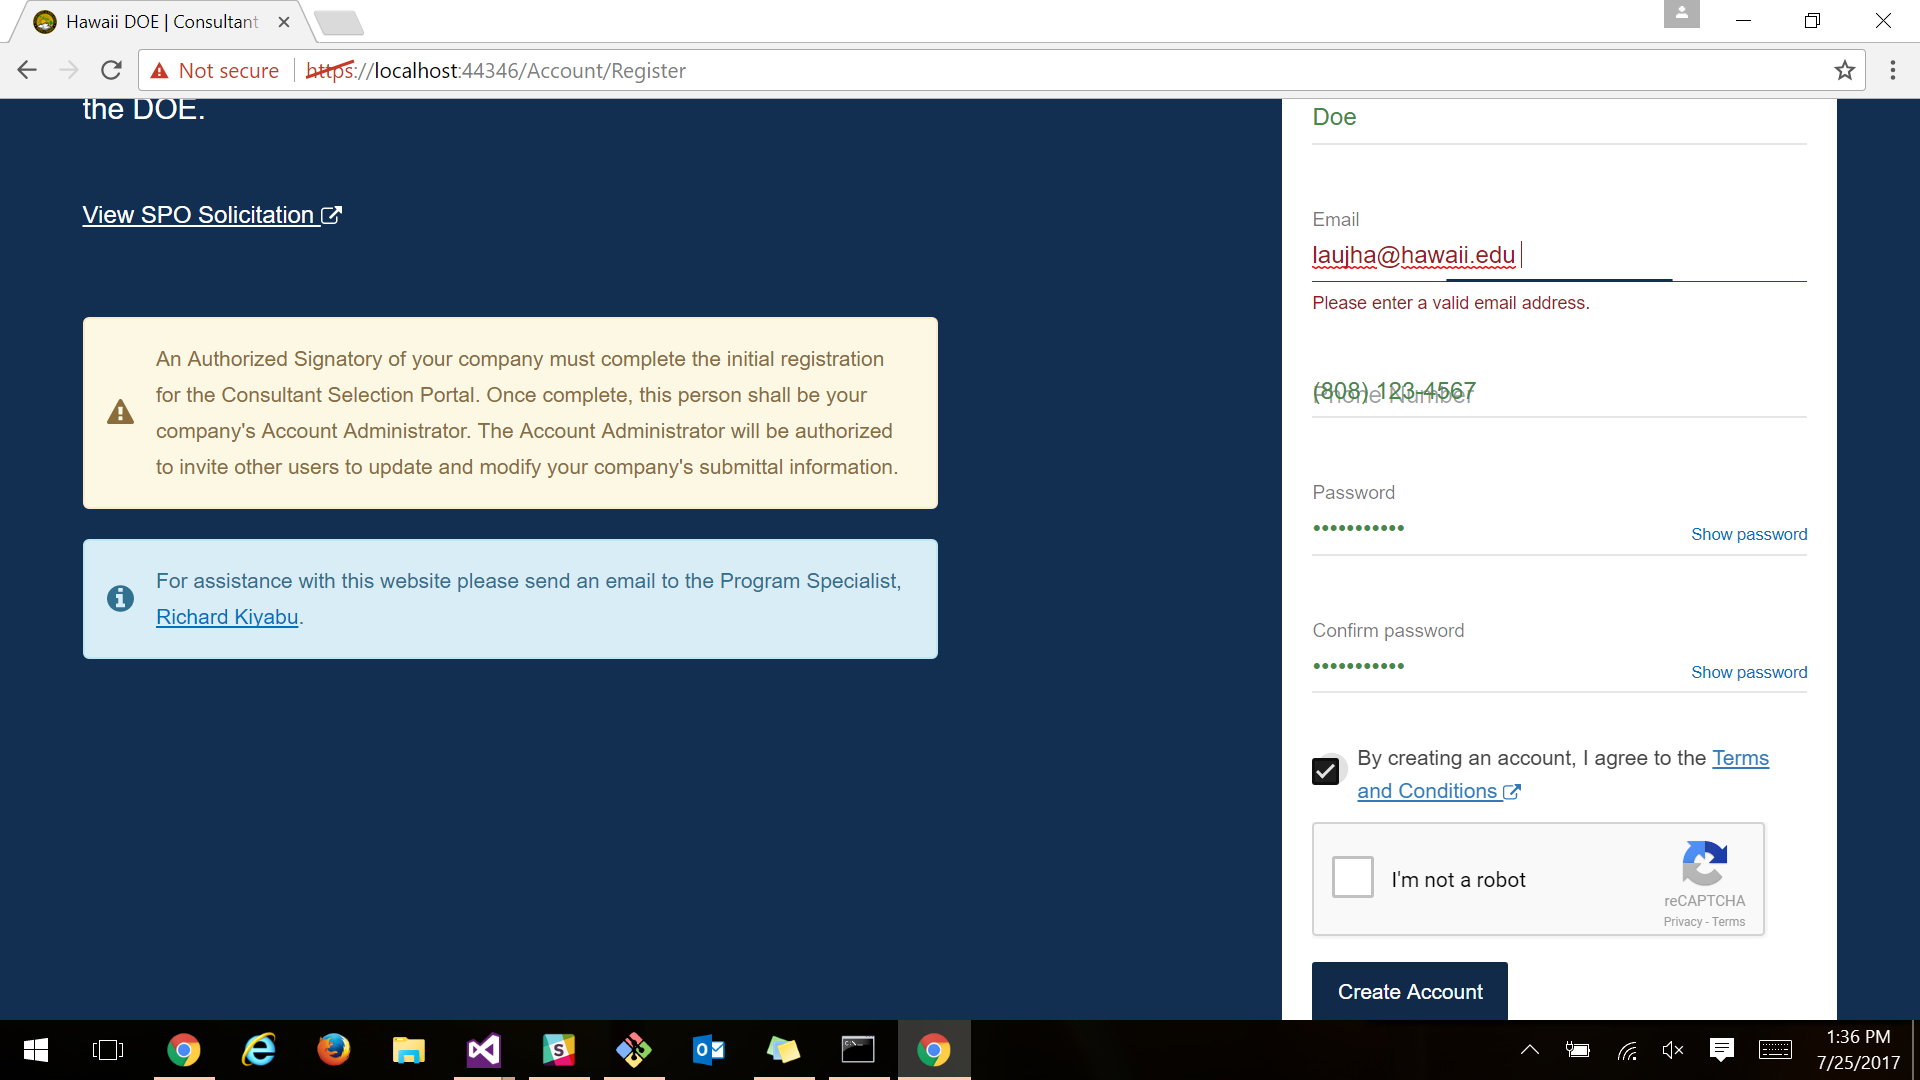 Hawaii DOE | Consultant
Not secure
https://localhost:44346/Account/Register
the DOE.
View SPO Solicitation
An Authorized Signatory of your company must complete the initial registration
for the Consultant Selection Portal. Once complete, this person shall be your
company's Account Administrator. The Account Administrator will be authorized
to invite other users to update and modify your company's submittal information.
For assistance with this website please send an email to the Program Specialist,
Richard Kiyabu.
Doe
Email
laujha@hawaii.edu
Please enter a valid email address.
Phone Number
(808) 123-4567
Password
•••••••••••
Show password
Confirm password
•••••••••••
Show password
By creating an account, I agree to the Terms
and Conditions
I'm not a robot
reCAPTCHA
Privacy - Terms
Create Account
1:36 PM
7/25/2017